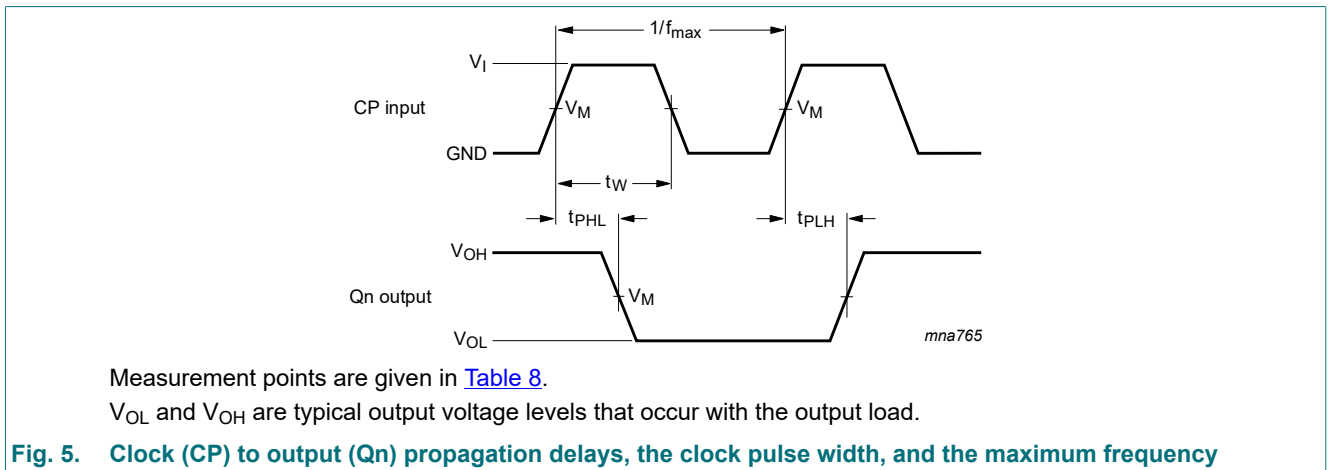 1/fmax
VI
CP input
VM
VM
GND
tW
tPHL
tPLH
VOH
Qn output
VM
VOL
mna765
Measurement points are given in Table 8.
VOL and VOH are typical output voltage levels that occur with the output load.
Fig. 5. Clock (CP) to output (Qn) propagation delays, the clock pulse width, and the maximum frequency